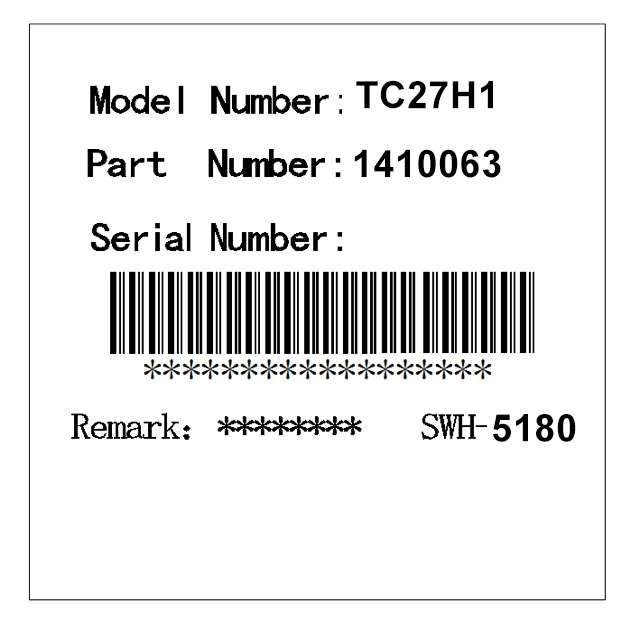 Model Number: TC27H1
Part Number: 1410063
Serial Number:
******************
Remark: ******** SWH-5180